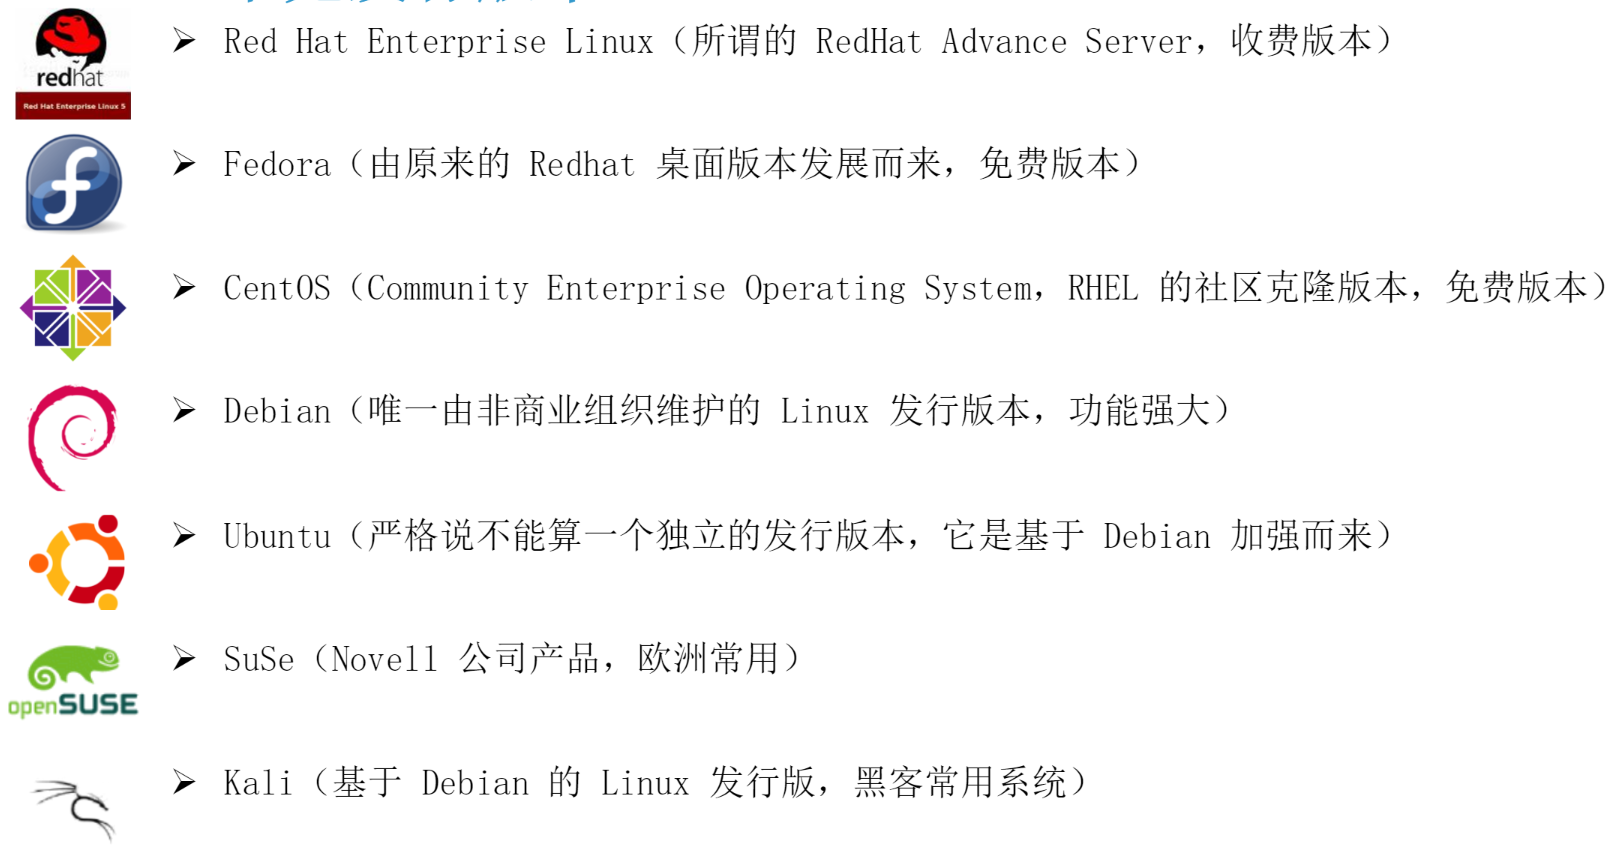 ➢ Red Hat Enterprise Linux（所谓的 RedHat Advance Server，收费版本）
redhat
Red Hat Enterprise Linux 5
➢ Fedora（由原来的 Redhat 桌面版本发展而来，免费版本）
➢ CentOS（Community Enterprise Operating System，RHEL 的社区克隆版本，免费版本）
➢ Debian（唯一由非商业组织维护的 Linux 发行版本，功能强大）
➢ Ubuntu（严格说不能算一个独立的发行版本，它是基于 Debian 加强而来）
➢ SuSe（Novell 公司产品，欧洲常用）
openSUSE
➢ Kali（基于 Debian 的 Linux 发行版，黑客常用系统）